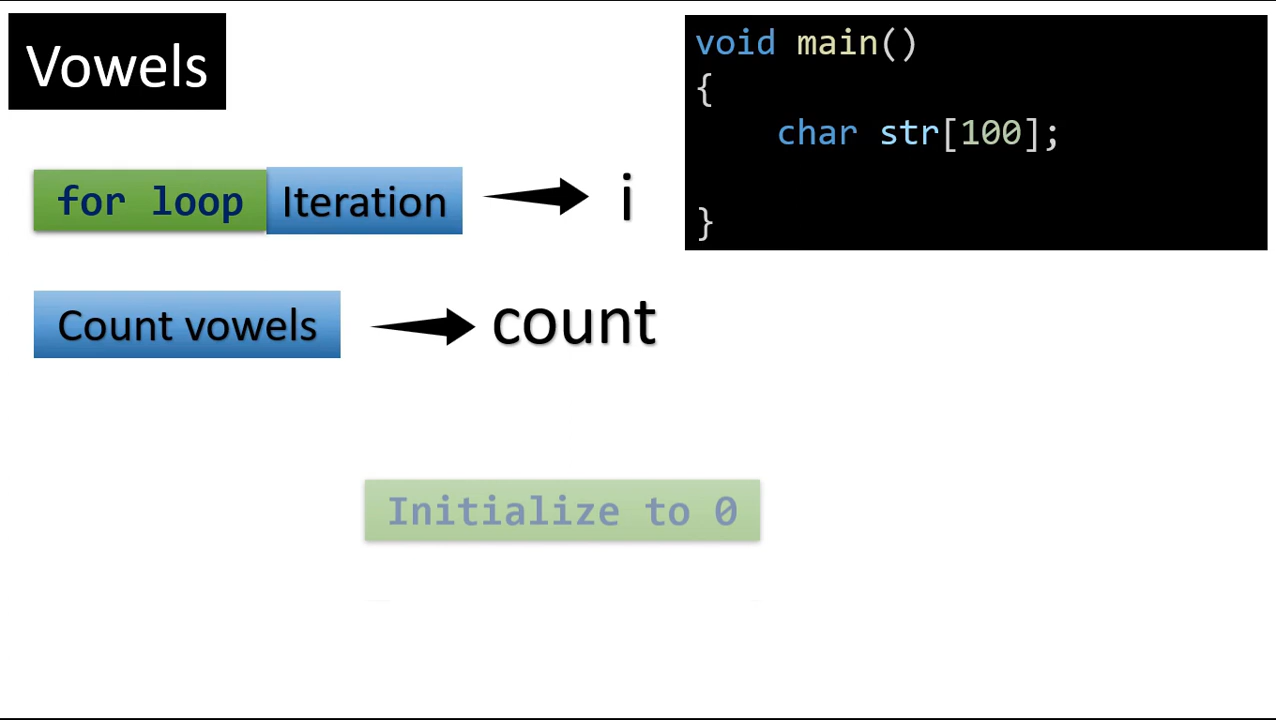 Vowels
for loop Iteration i
Count vowels count
Initialize to 0
void main()
{
    char str[100];
}